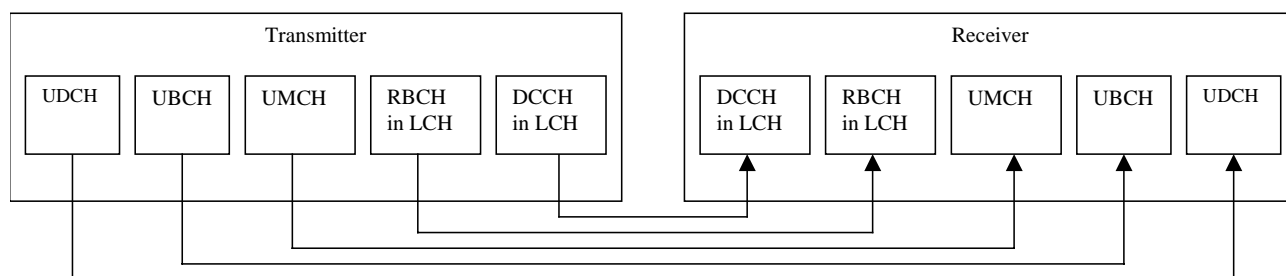 Transmitter
UDCH
UBCH
UMCH
RBCH
in LCH
DCCH
in LCH
Receiver
DCCH
in LCH
RBCH
in LCH
UMCH
UBCH
UDCH